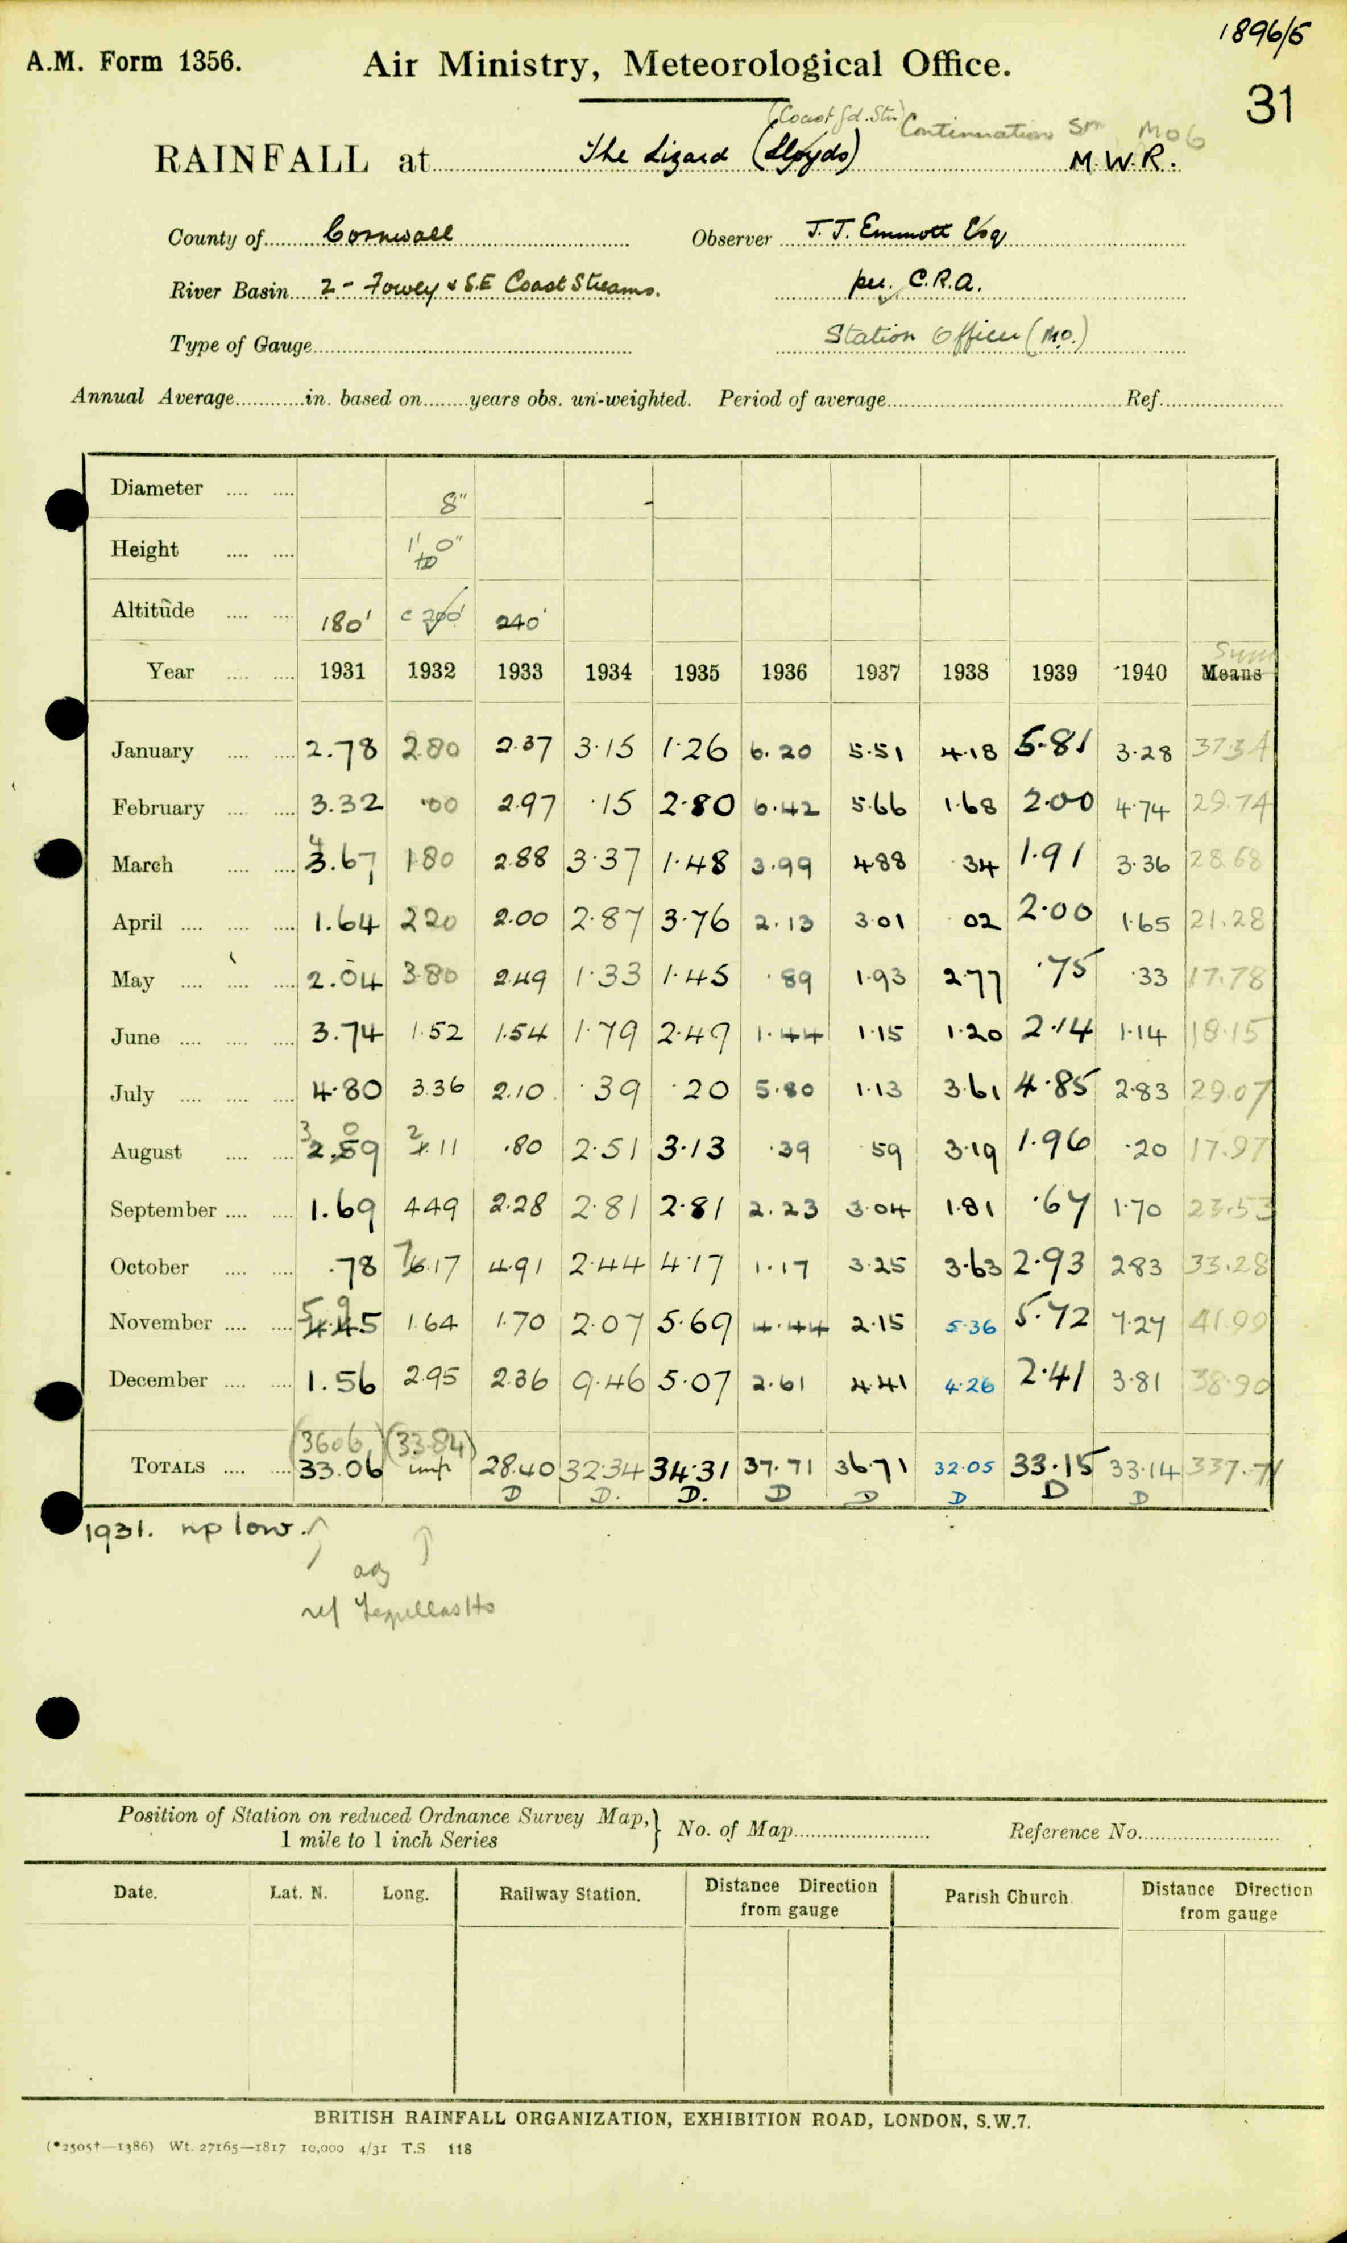 1896/5
A.M. Form 1356. Air Ministry, Meteorological Office.
31
(Coast Gd. Stn) Continuation Sm M06
RAINFALL at The Lizard (Lloyds) M.W.R.
County of Cornwall Observer J.J. Emmott Esq
River Basin 2 - Fowey & S.E Coast Streams. per. C.R.A.
Type of Gauge Station Officer (Mo.)
Annual Average in. based on years obs. un-weighted. Period of average Ref.
Diameter 8"
Height 1' 0"
Altitude 180' c 200' 240'
Sum
Year 1931 1932 1933 1934 1935 1936 1937 1938 1939 1940 Means
January 2.78 2.80 2.37 3.15 1.26 6.20 5.51 4.18 5.81 3.28 37.34
February 3.32 .00 2.97 .15 2.80 6.42 5.66 1.68 2.00 4.74 29.74
4
March 3.67 1.80 2.88 3.37 1.48 3.99 4.88 .34 1.91 3.36 28.68
April 1.64 2.20 2.00 2.87 3.76 2.13 3.01 .02 2.00 1.65 21.28
May 2.04 3.80 2.49 1.33 1.45 .89 1.93 2.77 .75 .33 17.78
June 3.74 1.52 1.54 1.79 2.49 1.44 1.15 1.20 2.14 1.14 18.15
July 4.80 3.36 2.10 .39 .20 5.80 1.13 3.61 4.85 2.83 29.07
3 0 2
August 2.59 .11 .80 2.51 3.13 .39 .59 3.19 1.96 .20 17.97
September 1.69 4.49 2.28 2.81 2.81 2.23 3.04 1.81 .67 1.70 23.53
7
October .78 6.17 4.91 2.44 4.17 1.17 3.25 3.63 2.93 2.83 33.28
5 9
November 4.45 1.64 1.70 2.07 5.69 4.44 2.15 5.36 5.72 7.27 41.99
December 1.56 2.95 2.36 9.46 5.07 2.61 4.41 4.26 2.41 3.81 38.90
(36.06) (33.84)
TOTALS 33.06 imp 28.40 32.34 34.31 37.71 36.71 32.05 33.15 33.14 337.71
D D. D. D D D D D
1931. np low.
adj
ref Tregullas Ho
Position of Station on reduced Ordnance Survey Map, 1 mile to 1 inch Series } No. of Map Reference No.
Date. Lat. N. Long. Railway Station. Distance Direction from gauge Parish Church. Distance Direction from gauge
BRITISH RAINFALL ORGANIZATION, EXHIBITION ROAD, LONDON, S.W.7.
(*2505†—1386) Wt. 27165—1817 10,000 4/31 T.S. 118